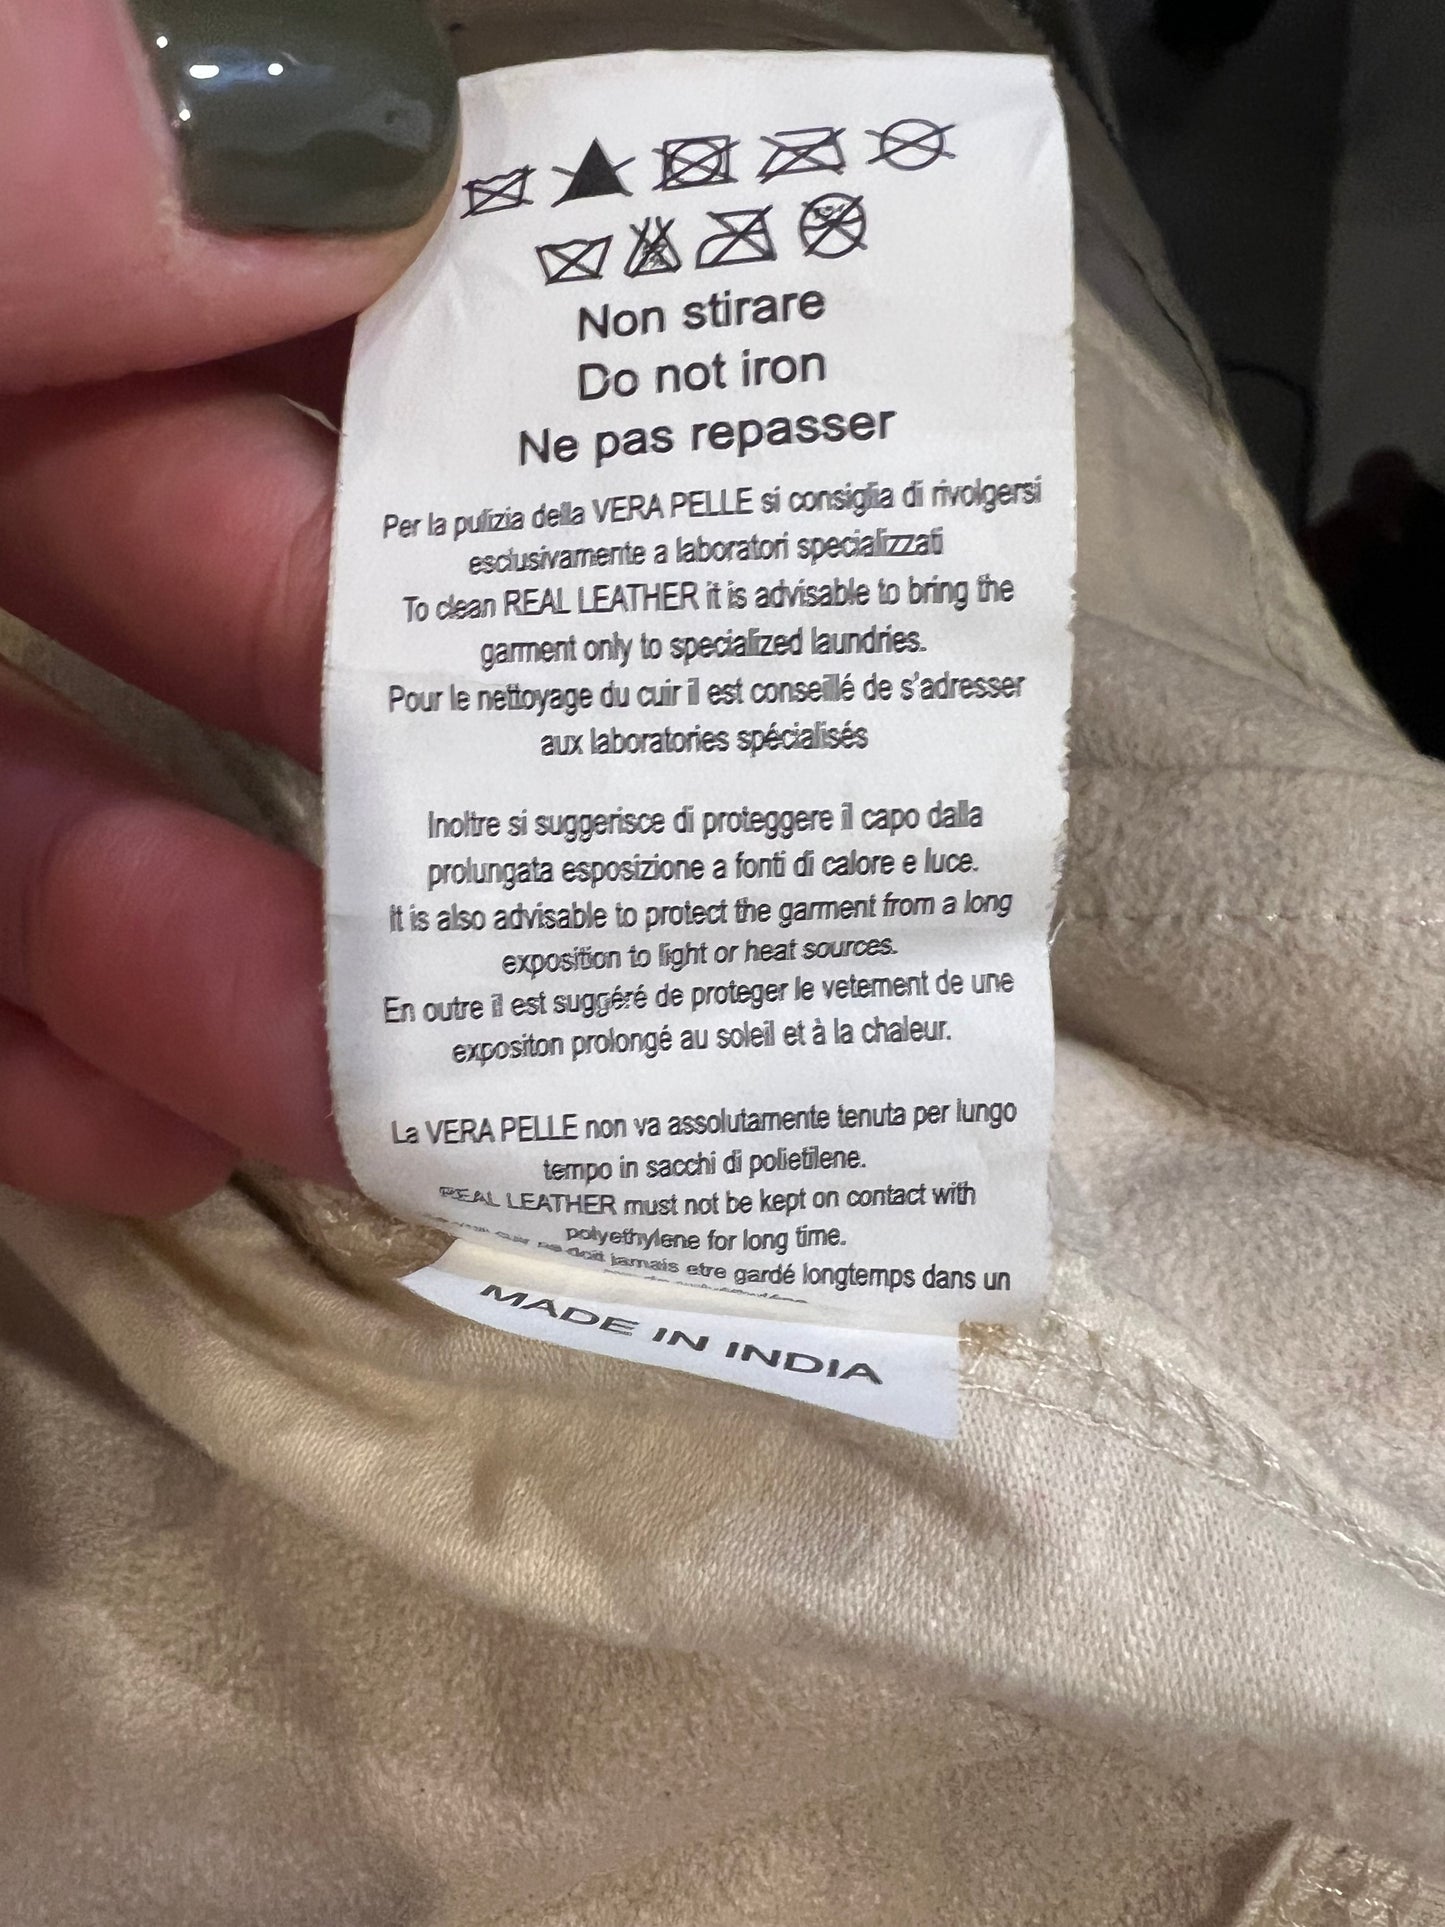 Non stirare
Do not iron
Ne pas repasser
Per la pulizia della VERA PELLE si consiglia di rivolgersi
esclusivamente a laboratori specializzati
To clean REAL LEATHER it is advisable to bring the
garment only to specialized laundries.
Pour le nettoyage du cuir il est conseillé de s'adresser
aux laboratories spécialisés
Inoltre si suggerisce di proteggere il capo dalla
prolungata esposizione a fonti di calore e luce.
It is also advisable to protect the garment from a long
exposition to light or heat sources.
En outre il est suggéré de proteger le vetement de une
expositon prolongé au soleil et à la chaleur.
La VERA PELLE non va assolutamente tenuta per lungo
tempo in sacchi di polietilene.
REAL LEATHER must not be kept on contact with
polyethylene for long time.
cuir ne doit jamais etre gardé longtemps dans un
MADE IN INDIA